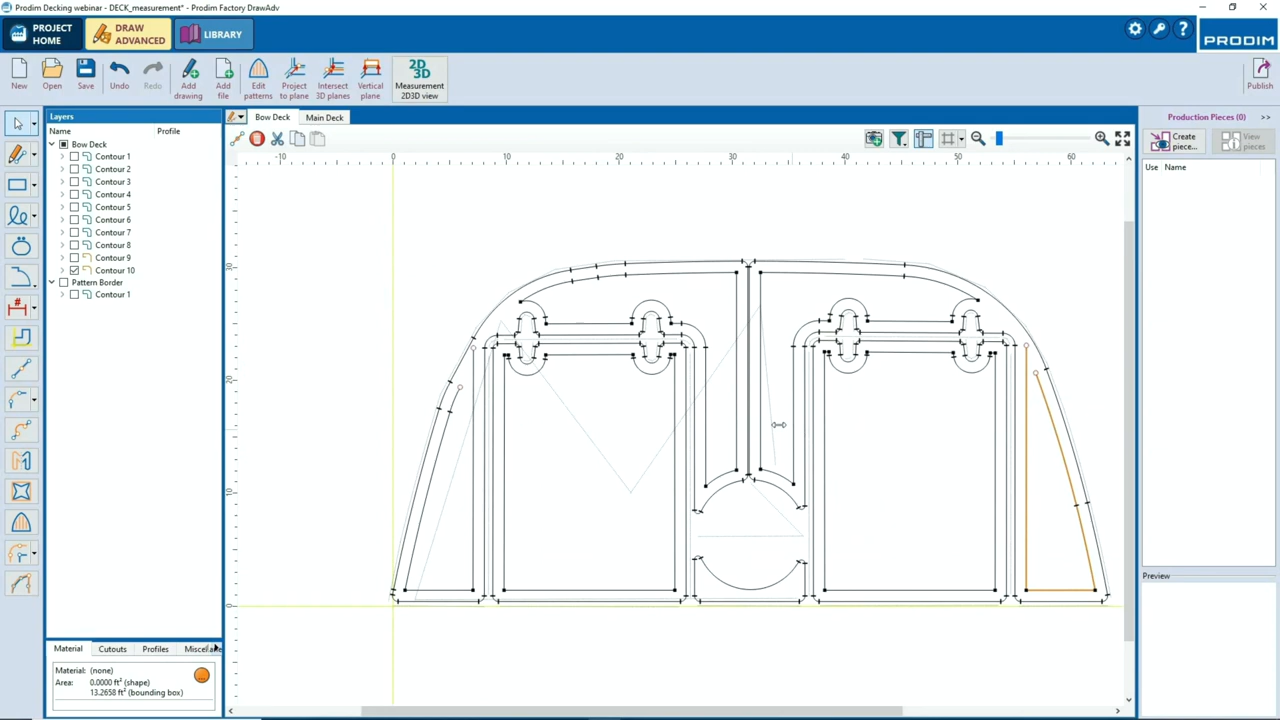 Prodim Decking webinar - DECK_measurement* - Prodim Factory DrawAdv
PROJECT HOME
DRAW ADVANCED
LIBRARY
PRODIM
New
Open
Save
Undo
Redo
Add drawing
Add file
Edit patterns
Project to plane
Intersect 3D planes
Vertical plane
2D 3D
Measurement 2D3D view
Publish
Layers
Name Profile
Bow Deck
Contour 1
Contour 2
Contour 3
Contour 4
Contour 5
Contour 6
Contour 7
Contour 8
Contour 9
Contour 10
Pattern Border
Contour 1
Bow Deck Main Deck
-10 0 10 20 30 40 50 60
30
20
10
0
Production Pieces (0) >>
Create piece...
View pieces
Use Name
Preview
Material Cutouts Profiles
Material: (none)
Area: 0.0000 ft² (shape)
13.2658 ft² (bounding box)